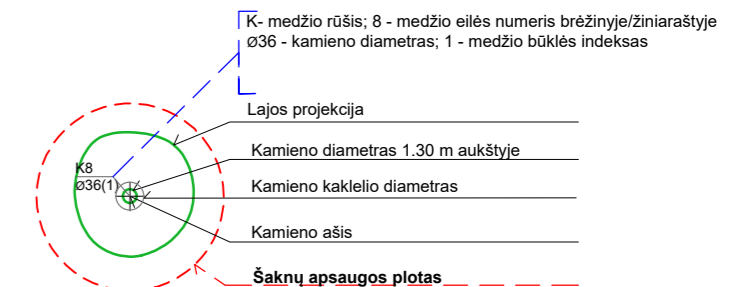 K- medžio rūšis; 8 - medžio eilės numeris brėžinyje/žiniaraštyje
Ø36 - kamieno diametras; 1 - medžio būklės indeksas
Lajos projekcija
Kamieno diametras 1.30 m aukštyje
K8
Ø36(1)
Kamieno kaklelio diametras
Kamieno ašis
Šaknų apsaugos plotas